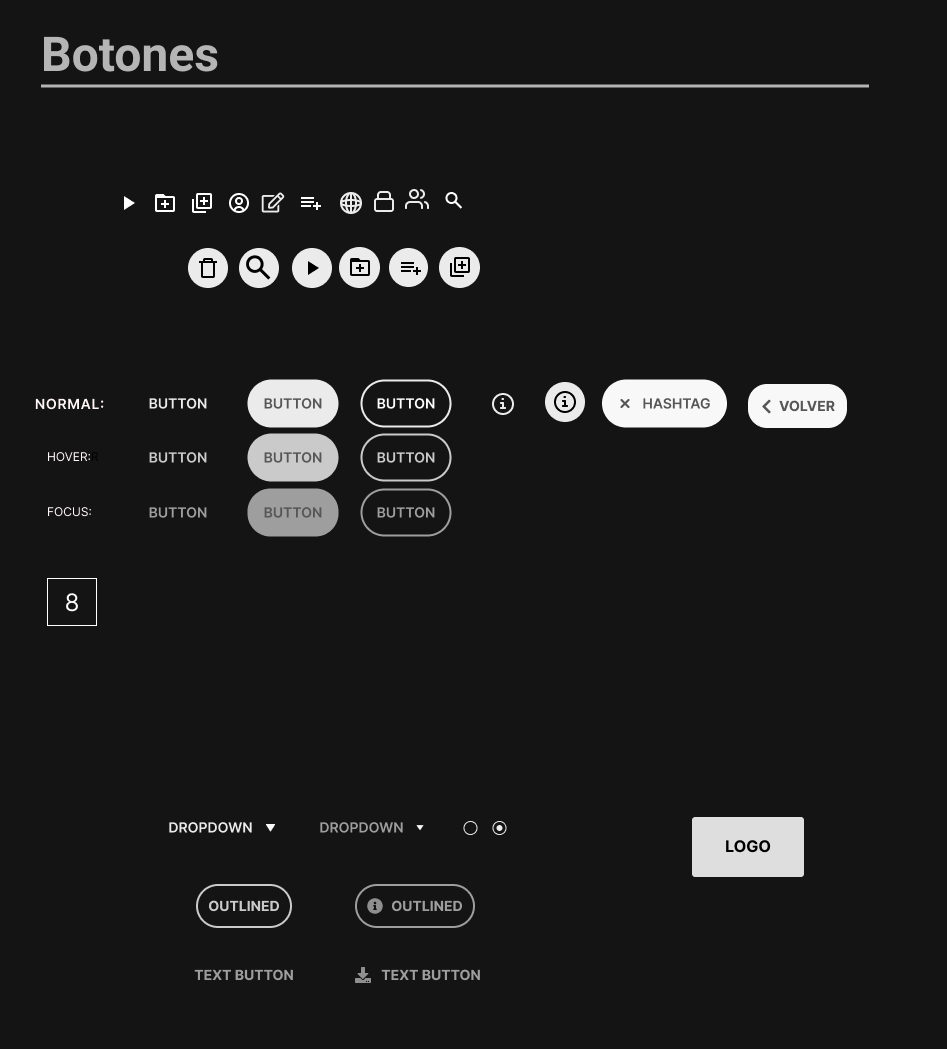 Botones
NORMAL: BUTTON BUTTON BUTTON HASHTAG VOLVER
HOVER: BUTTON BUTTON BUTTON
FOCUS: BUTTON BUTTON BUTTON
8
DROPDOWN DROPDOWN
LOGO
OUTLINED OUTLINED
TEXT BUTTON TEXT BUTTON